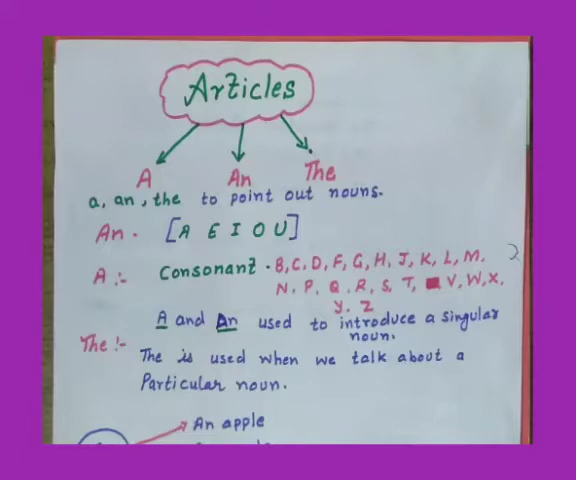 Articles
A An The
a, an, the to point out nouns.
An - [A E I O U]
A :- Consonant - B, C, D, F, G, H, J, K, L, M.
N, P, Q, R, S, T, V, W, X,
Y, Z
A and An used to introduce a singular
noun.
The :-
The is used when we talk about a
Particular noun.
An apple